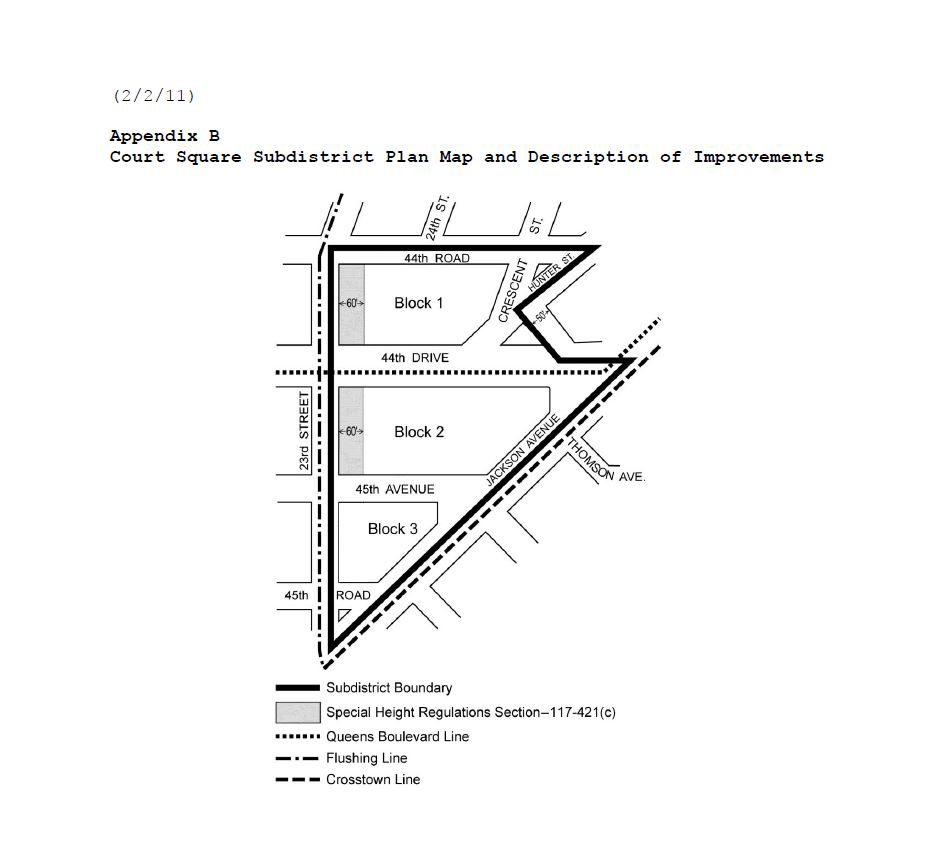 (2/2/11)
Appendix B
Court Square Subdistrict Plan Map and Description of Improvements
24th ST.
ST.
44th ROAD
CRESCENT
HUNTER ST.
60'
Block 1
50'
44th DRIVE
23rd STREET
60'
Block 2
JACKSON AVENUE
THOMSON AVE.
45th AVENUE
Block 3
45th ROAD
Subdistrict Boundary
Special Height Regulations Section–117-421(c)
Queens Boulevard Line
Flushing Line
Crosstown Line